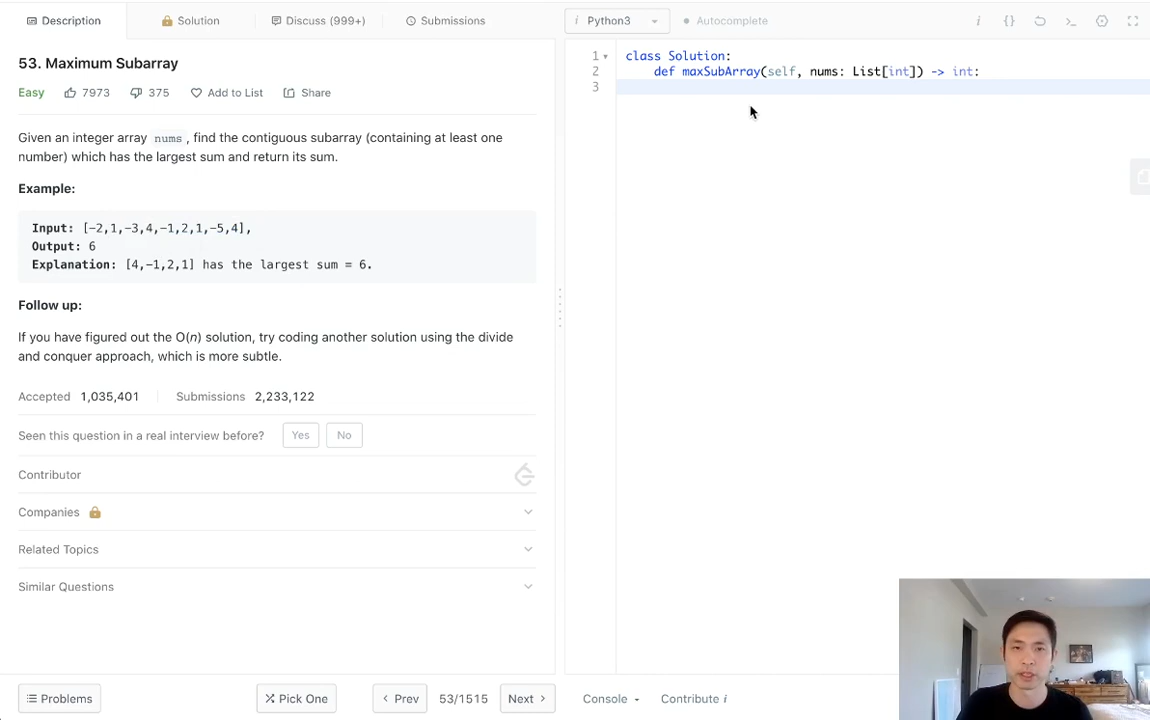 Description
Solution
Discuss (999+)
Submissions
i Python3
Autocomplete
i {} >_
53. Maximum Subarray
Easy 7973 375 Add to List Share
Given an integer array nums , find the contiguous subarray (containing at least one
number) which has the largest sum and return its sum.
Example:
Input: [-2,1,-3,4,-1,2,1,-5,4],
Output: 6
Explanation: [4,-1,2,1] has the largest sum = 6.
Follow up:
If you have figured out the O(n) solution, try coding another solution using the divide
and conquer approach, which is more subtle.
Accepted 1,035,401 Submissions 2,233,122
Seen this question in a real interview before? Yes No
Contributor
Companies
Related Topics
Similar Questions
Problems
Pick One
Prev
53/1515
Next
1 class Solution:
2 def maxSubArray(self, nums: List[int]) -> int:
3
Console
Contribute i